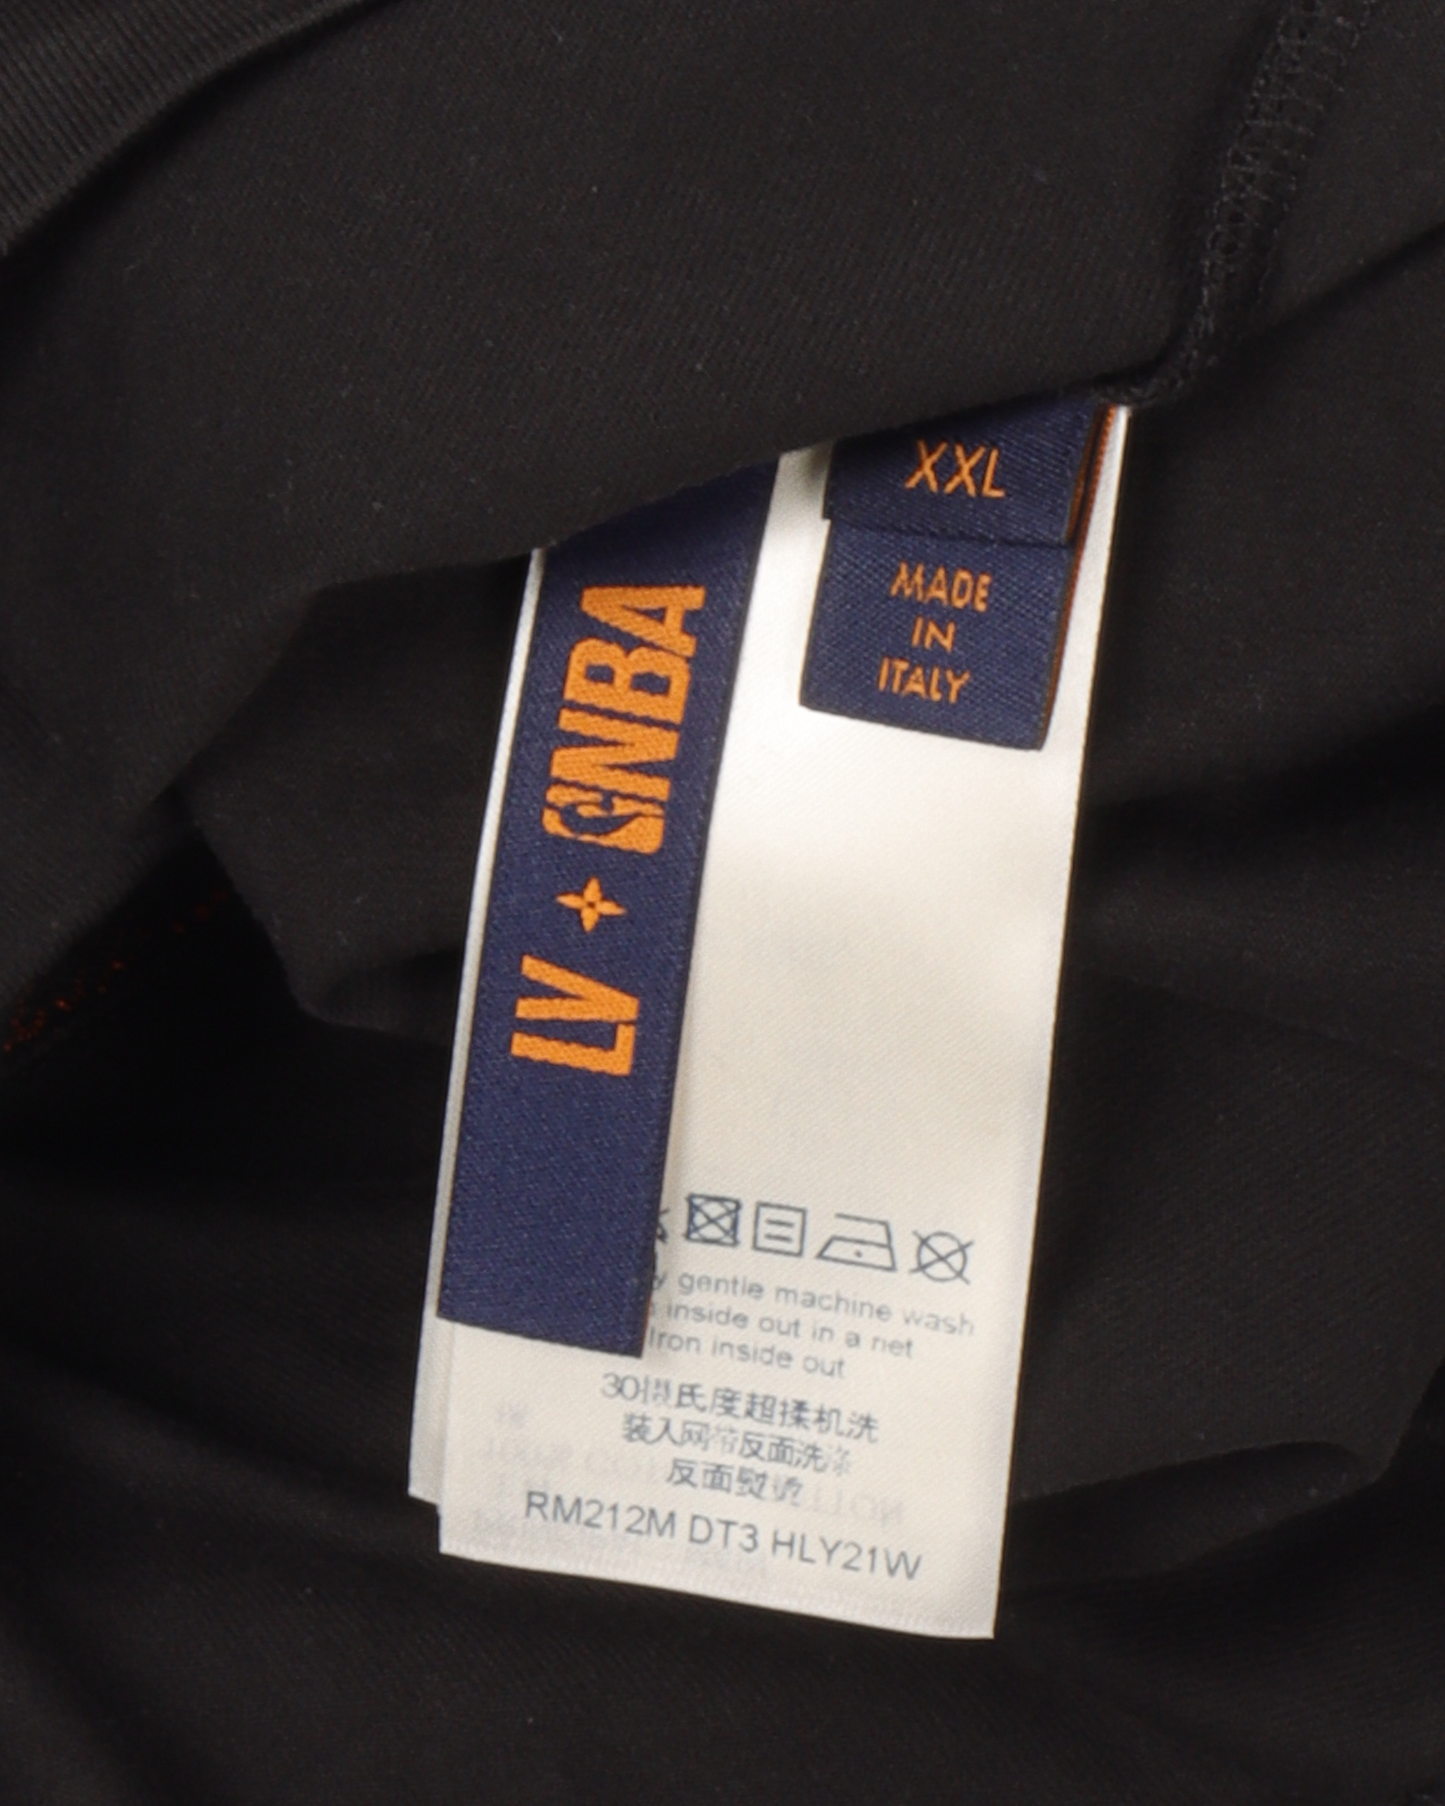 XXL
MADE
IN
ITALY
LV NBA
gentle machine wash
inside out in a net
Iron inside out
30摄氏度超揉机洗
装入网带反面洗涤
反面熨烫
RM212M DT3 HLY21W